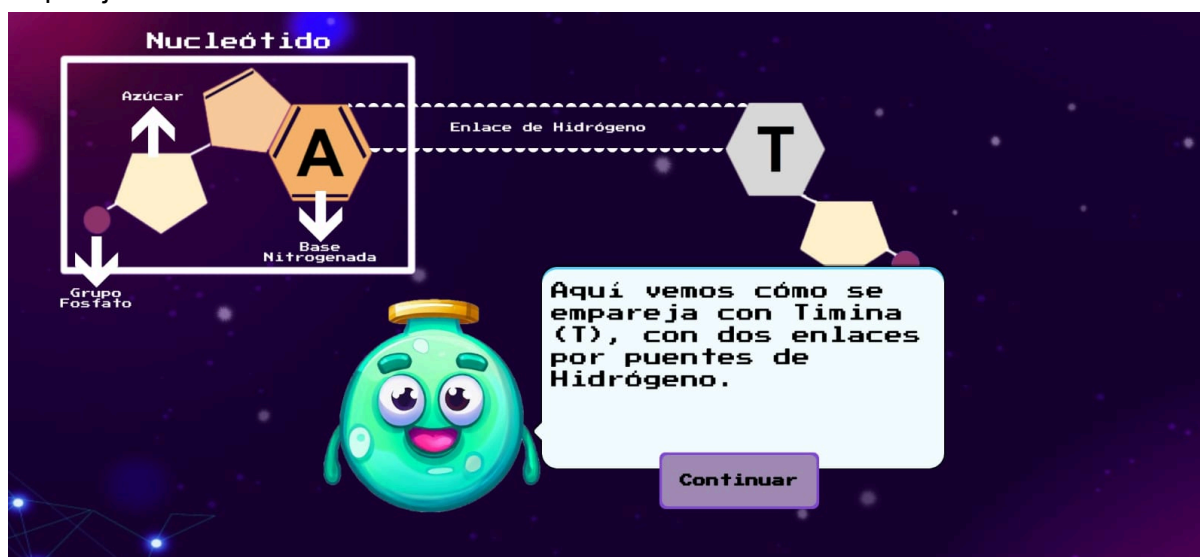 Nucleótido
Azúcar
A
Enlace de Hidrógeno
T
Base
Nitrogenada
Grupo
Fosfato
Aquí vemos cómo se
empareja con Timina
(T), con dos enlaces
por puentes de
Hidrógeno.
Continuar